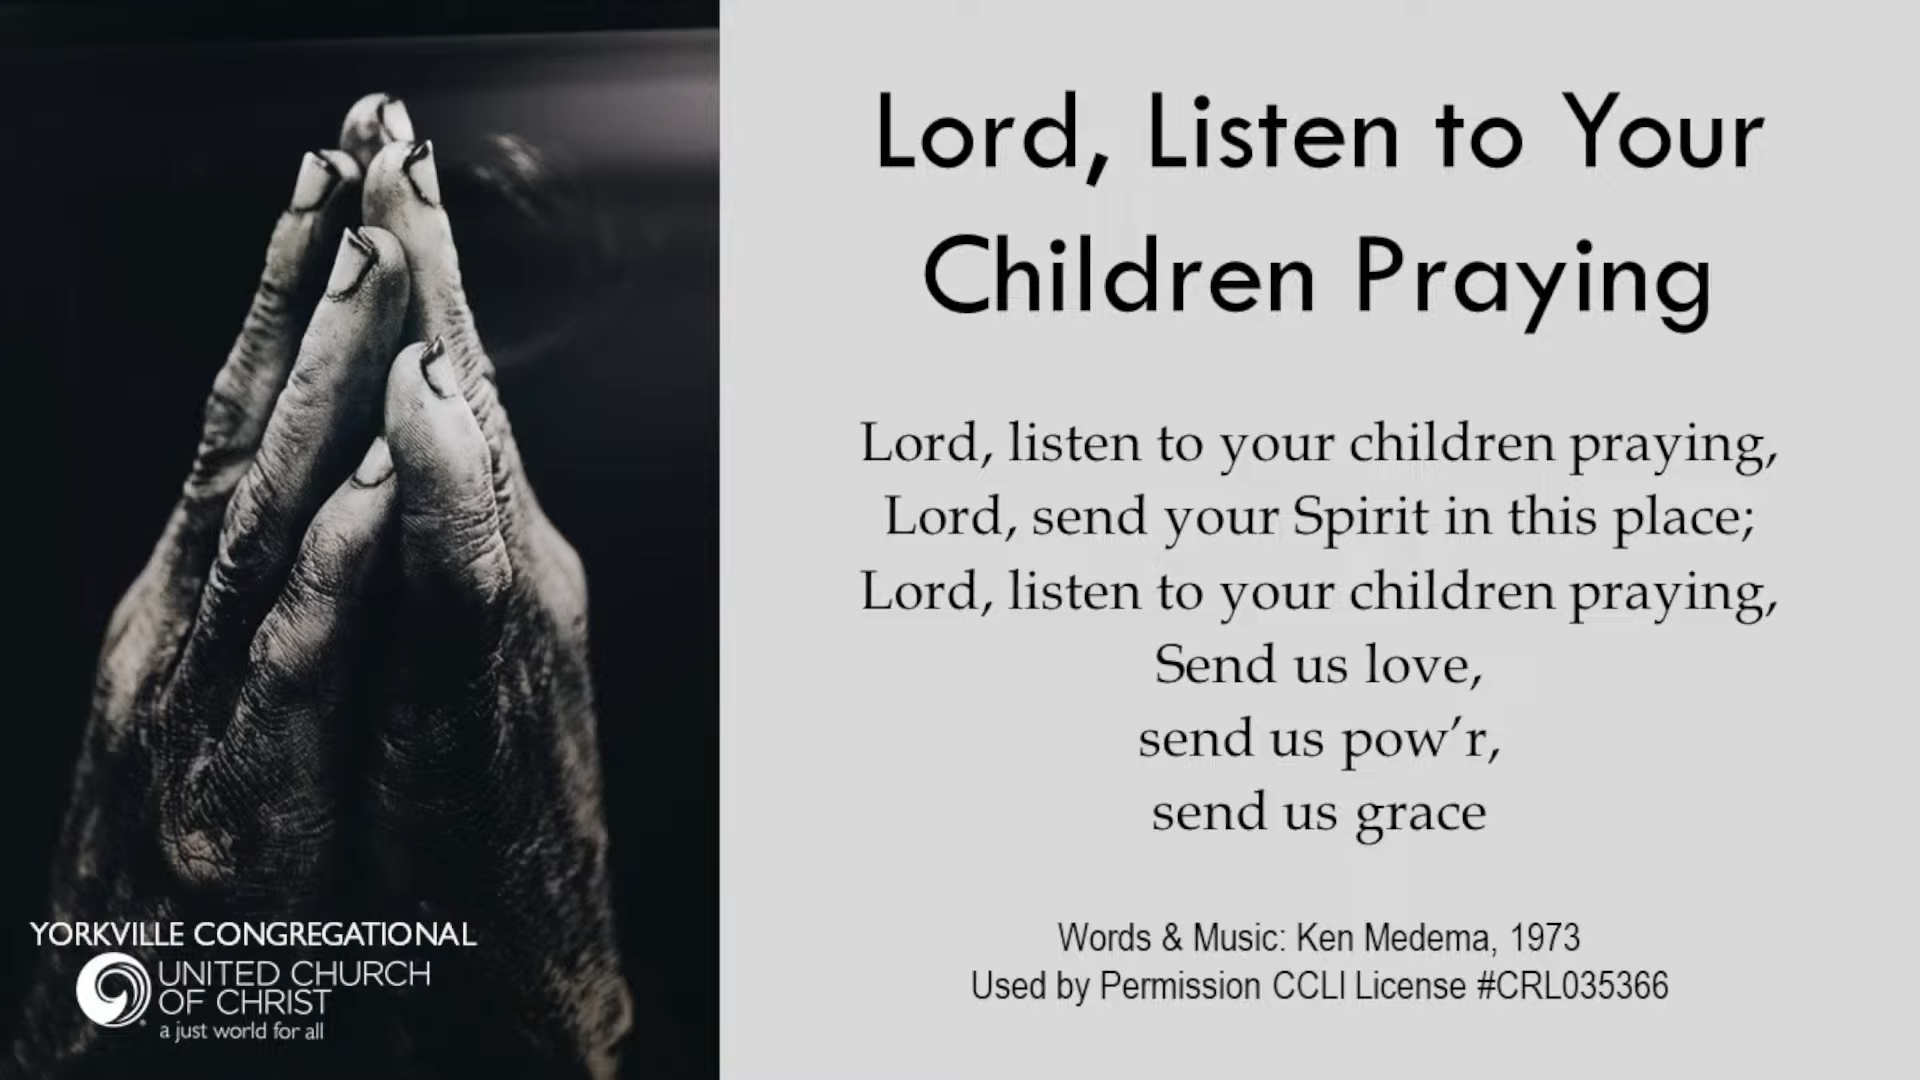 Lord, Listen to Your
Children Praying
Lord, listen to your children praying,
Lord, send your Spirit in this place;
Lord, listen to your children praying,
Send us love,
send us pow’r,
send us grace
Words & Music: Ken Medema, 1973
Used by Permission CCLI License #CRL035366
YORKVILLE CONGREGATIONAL
UNITED CHURCH
OF CHRIST
a just world for all